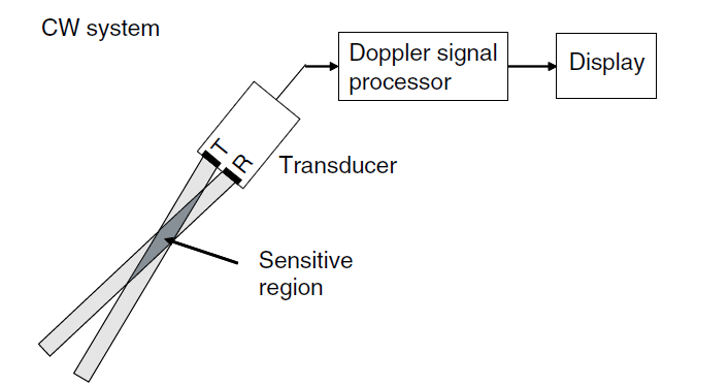 CW system
Doppler signal
processor
Display
T
R
Transducer
Sensitive
region